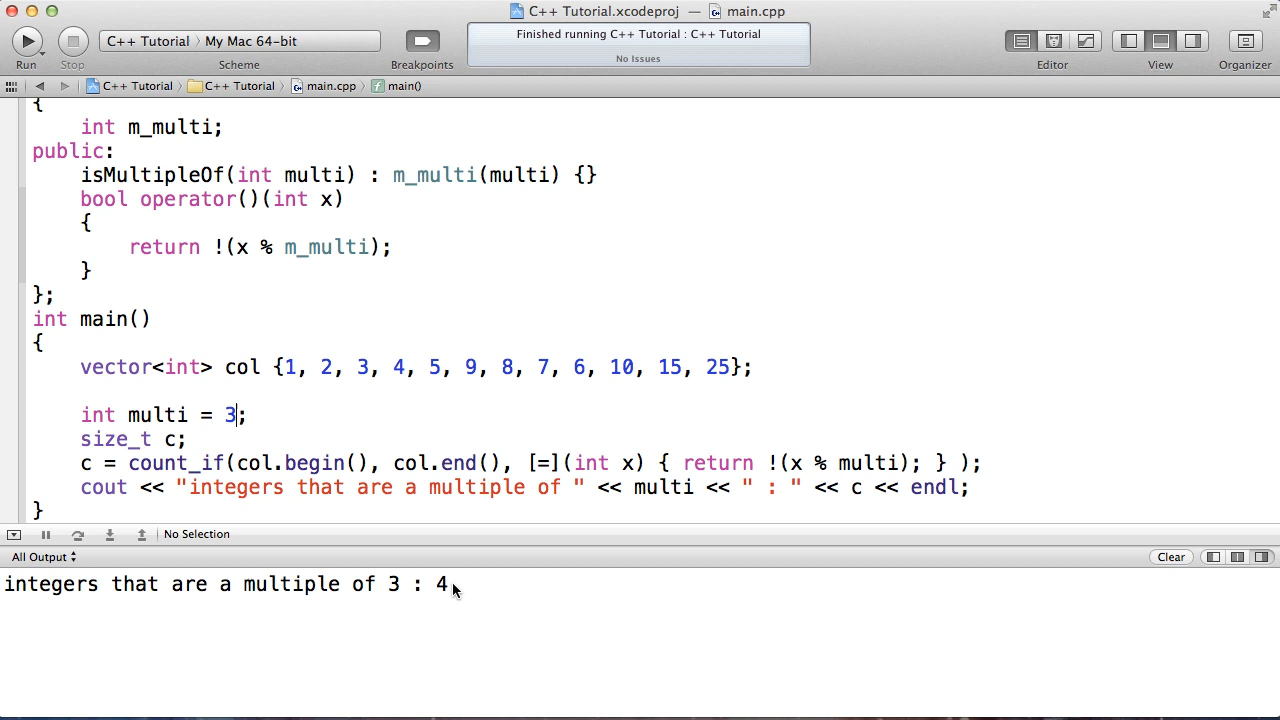 C++ Tutorial.xcodeproj — main.cpp
Finished running C++ Tutorial : C++ Tutorial
No Issues
C++ Tutorial 〉 My Mac 64-bit
Run Stop Scheme Breakpoints Editor View Organizer
C++ Tutorial 〉 C++ Tutorial 〉 main.cpp 〉 f main()
{
int m_multi;
public:
isMultipleOf(int multi) : m_multi(multi) {}
bool operator()(int x)
{
return !(x % m_multi);
}
};
int main()
{
vector<int> col {1, 2, 3, 4, 5, 9, 8, 7, 6, 10, 15, 25};
int multi = 3;
size_t c;
c = count_if(col.begin(), col.end(), [=](int x) { return !(x % multi); } );
cout << "integers that are a multiple of " << multi << " : " << c << endl;
}
No Selection
All Output
Clear
integers that are a multiple of 3 : 4